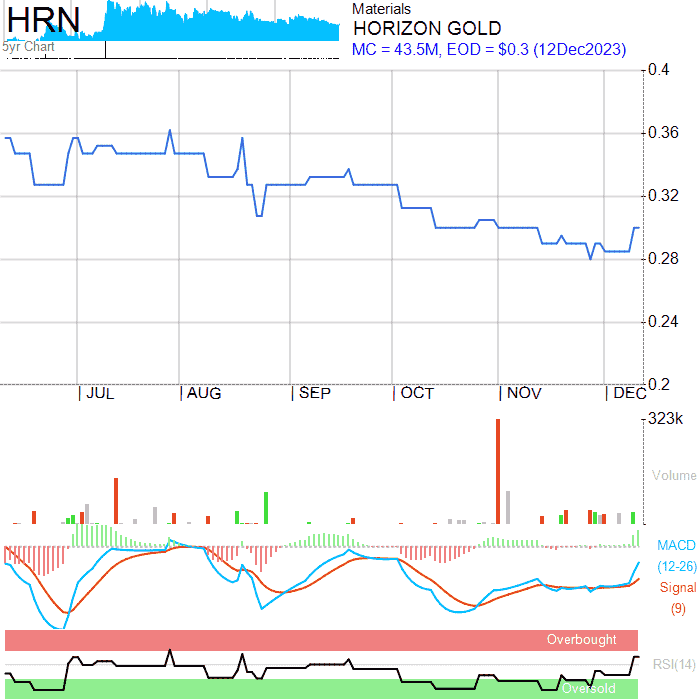 HRN
5yr Chart
Materials
HORIZON GOLD
MC = 43.5M, EOD = $0.3 (12Dec2023)
0.4
0.36
0.32
0.28
0.24
0.2
JUL AUG SEP OCT NOV DEC
323k
Volume
MACD
(12-26)
Signal
(9)
Overbought
RSI(14)
Oversold